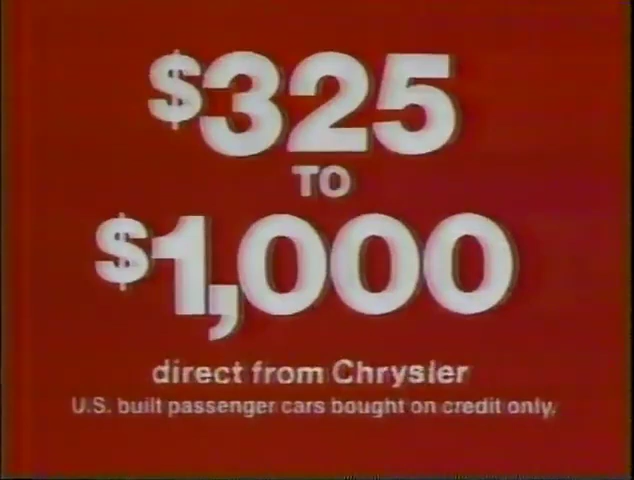 $325
TO
$1,000
direct from Chrysler
U.S. built passenger cars bought on credit only.